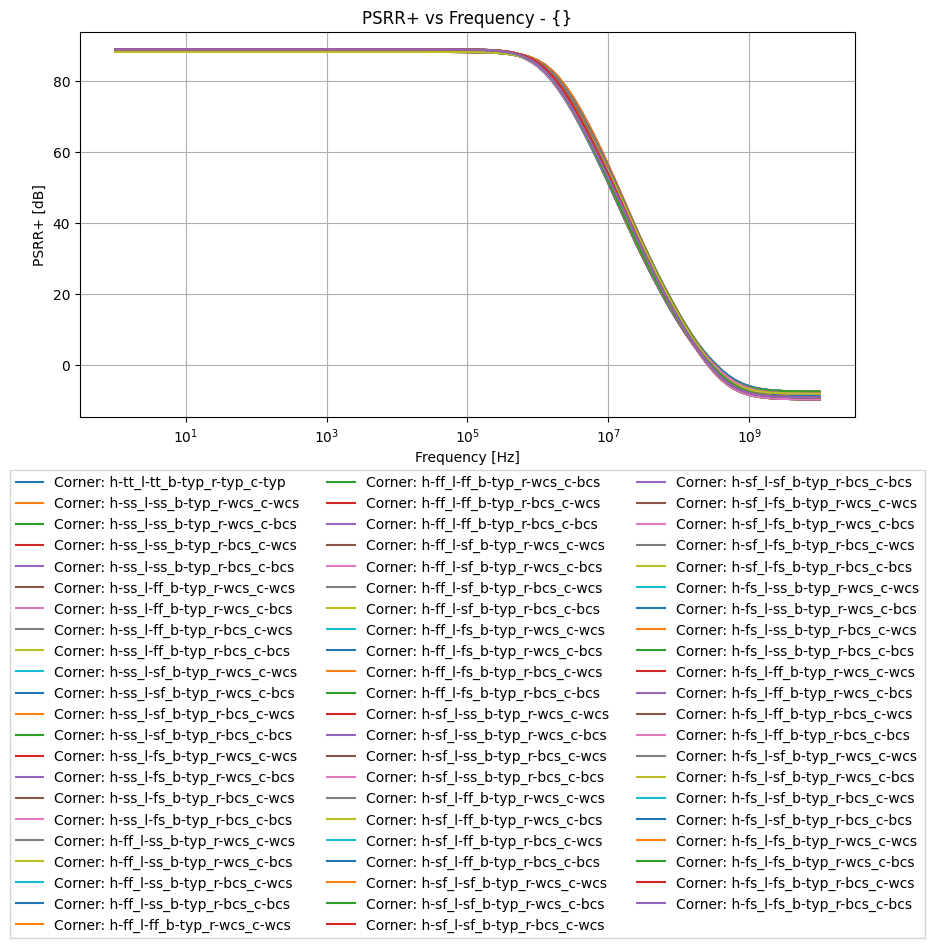 PSRR+ vs Frequency - {}
PSRR+ [dB]
80
60
40
20
0
10^1
10^3
10^5
10^7
10^9
Frequency [Hz]
Corner: h-tt_l-tt_b-typ_r-typ_c-typ
Corner: h-ss_l-ss_b-typ_r-wcs_c-wcs
Corner: h-ss_l-ss_b-typ_r-wcs_c-bcs
Corner: h-ss_l-ss_b-typ_r-bcs_c-wcs
Corner: h-ss_l-ss_b-typ_r-bcs_c-bcs
Corner: h-ss_l-ff_b-typ_r-wcs_c-wcs
Corner: h-ss_l-ff_b-typ_r-wcs_c-bcs
Corner: h-ss_l-ff_b-typ_r-bcs_c-wcs
Corner: h-ss_l-ff_b-typ_r-bcs_c-bcs
Corner: h-ss_l-sf_b-typ_r-wcs_c-wcs
Corner: h-ss_l-sf_b-typ_r-wcs_c-bcs
Corner: h-ss_l-sf_b-typ_r-bcs_c-wcs
Corner: h-ss_l-sf_b-typ_r-bcs_c-bcs
Corner: h-ss_l-fs_b-typ_r-wcs_c-wcs
Corner: h-ss_l-fs_b-typ_r-wcs_c-bcs
Corner: h-ss_l-fs_b-typ_r-bcs_c-wcs
Corner: h-ss_l-fs_b-typ_r-bcs_c-bcs
Corner: h-ff_l-ss_b-typ_r-wcs_c-wcs
Corner: h-ff_l-ss_b-typ_r-wcs_c-bcs
Corner: h-ff_l-ss_b-typ_r-bcs_c-wcs
Corner: h-ff_l-ss_b-typ_r-bcs_c-bcs
Corner: h-ff_l-ff_b-typ_r-wcs_c-wcs
Corner: h-ff_l-ff_b-typ_r-wcs_c-bcs
Corner: h-ff_l-ff_b-typ_r-bcs_c-wcs
Corner: h-ff_l-ff_b-typ_r-bcs_c-bcs
Corner: h-ff_l-sf_b-typ_r-wcs_c-wcs
Corner: h-ff_l-sf_b-typ_r-wcs_c-bcs
Corner: h-ff_l-sf_b-typ_r-bcs_c-wcs
Corner: h-ff_l-sf_b-typ_r-bcs_c-bcs
Corner: h-ff_l-fs_b-typ_r-wcs_c-wcs
Corner: h-ff_l-fs_b-typ_r-wcs_c-bcs
Corner: h-ff_l-fs_b-typ_r-bcs_c-wcs
Corner: h-ff_l-fs_b-typ_r-bcs_c-bcs
Corner: h-sf_l-ss_b-typ_r-wcs_c-wcs
Corner: h-sf_l-ss_b-typ_r-wcs_c-bcs
Corner: h-sf_l-ss_b-typ_r-bcs_c-wcs
Corner: h-sf_l-ss_b-typ_r-bcs_c-bcs
Corner: h-sf_l-ff_b-typ_r-wcs_c-wcs
Corner: h-sf_l-ff_b-typ_r-wcs_c-bcs
Corner: h-sf_l-ff_b-typ_r-bcs_c-wcs
Corner: h-sf_l-ff_b-typ_r-bcs_c-bcs
Corner: h-sf_l-sf_b-typ_r-wcs_c-wcs
Corner: h-sf_l-sf_b-typ_r-wcs_c-bcs
Corner: h-sf_l-sf_b-typ_r-bcs_c-wcs
Corner: h-sf_l-sf_b-typ_r-bcs_c-bcs
Corner: h-sf_l-fs_b-typ_r-wcs_c-wcs
Corner: h-sf_l-fs_b-typ_r-wcs_c-bcs
Corner: h-sf_l-fs_b-typ_r-bcs_c-wcs
Corner: h-sf_l-fs_b-typ_r-bcs_c-bcs
Corner: h-fs_l-ss_b-typ_r-wcs_c-wcs
Corner: h-fs_l-ss_b-typ_r-wcs_c-bcs
Corner: h-fs_l-ss_b-typ_r-bcs_c-wcs
Corner: h-fs_l-ss_b-typ_r-bcs_c-bcs
Corner: h-fs_l-ff_b-typ_r-wcs_c-wcs
Corner: h-fs_l-ff_b-typ_r-wcs_c-bcs
Corner: h-fs_l-ff_b-typ_r-bcs_c-wcs
Corner: h-fs_l-ff_b-typ_r-bcs_c-bcs
Corner: h-fs_l-sf_b-typ_r-wcs_c-wcs
Corner: h-fs_l-sf_b-typ_r-wcs_c-bcs
Corner: h-fs_l-sf_b-typ_r-bcs_c-wcs
Corner: h-fs_l-sf_b-typ_r-bcs_c-bcs
Corner: h-fs_l-fs_b-typ_r-wcs_c-wcs
Corner: h-fs_l-fs_b-typ_r-wcs_c-bcs
Corner: h-fs_l-fs_b-typ_r-bcs_c-wcs
Corner: h-fs_l-fs_b-typ_r-bcs_c-bcs